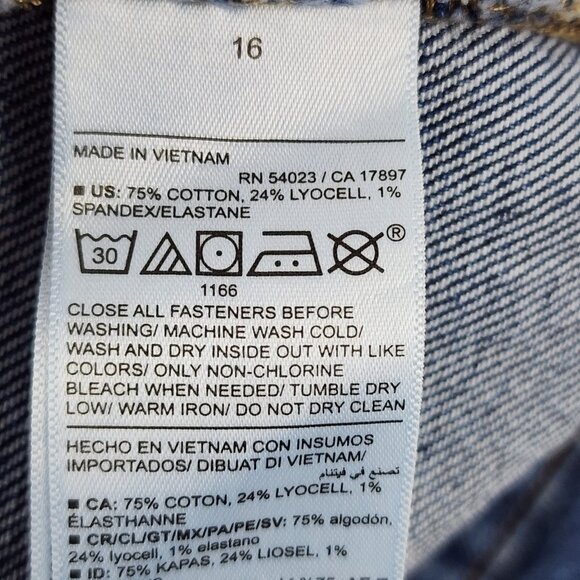 16
MADE IN VIETNAM
RN 54023 / CA 17897
■ US: 75% COTTON, 24% LYOCELL, 1%
SPANDEX/ELASTANE
30 ®
1166
CLOSE ALL FASTENERS BEFORE
WASHING/ MACHINE WASH COLD/
WASH AND DRY INSIDE OUT WITH LIKE
COLORS/ ONLY NON-CHLORINE
BLEACH WHEN NEEDED/ TUMBLE DRY
LOW/ WARM IRON/ DO NOT DRY CLEAN
HECHO EN VIETNAM CON INSUMOS
IMPORTADOS/ DIBUAT DI VIETNAM/
تصنع في فيتنام
■ CA: 75% COTON, 24% LYOCELL, 1%
ÉLASTHANNE
■ CR/CL/GT/MX/PA/PE/SV: 75% algodón,
24% lyocell, 1% elastano
■ ID: 75% KAPAS, 24% LIOSEL, 1%